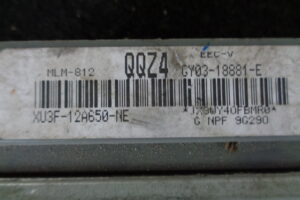 EEC-V
MLM-812 QQZ4 GY03-18881-E
XU3F-12A650-NE
G NPF 9G290